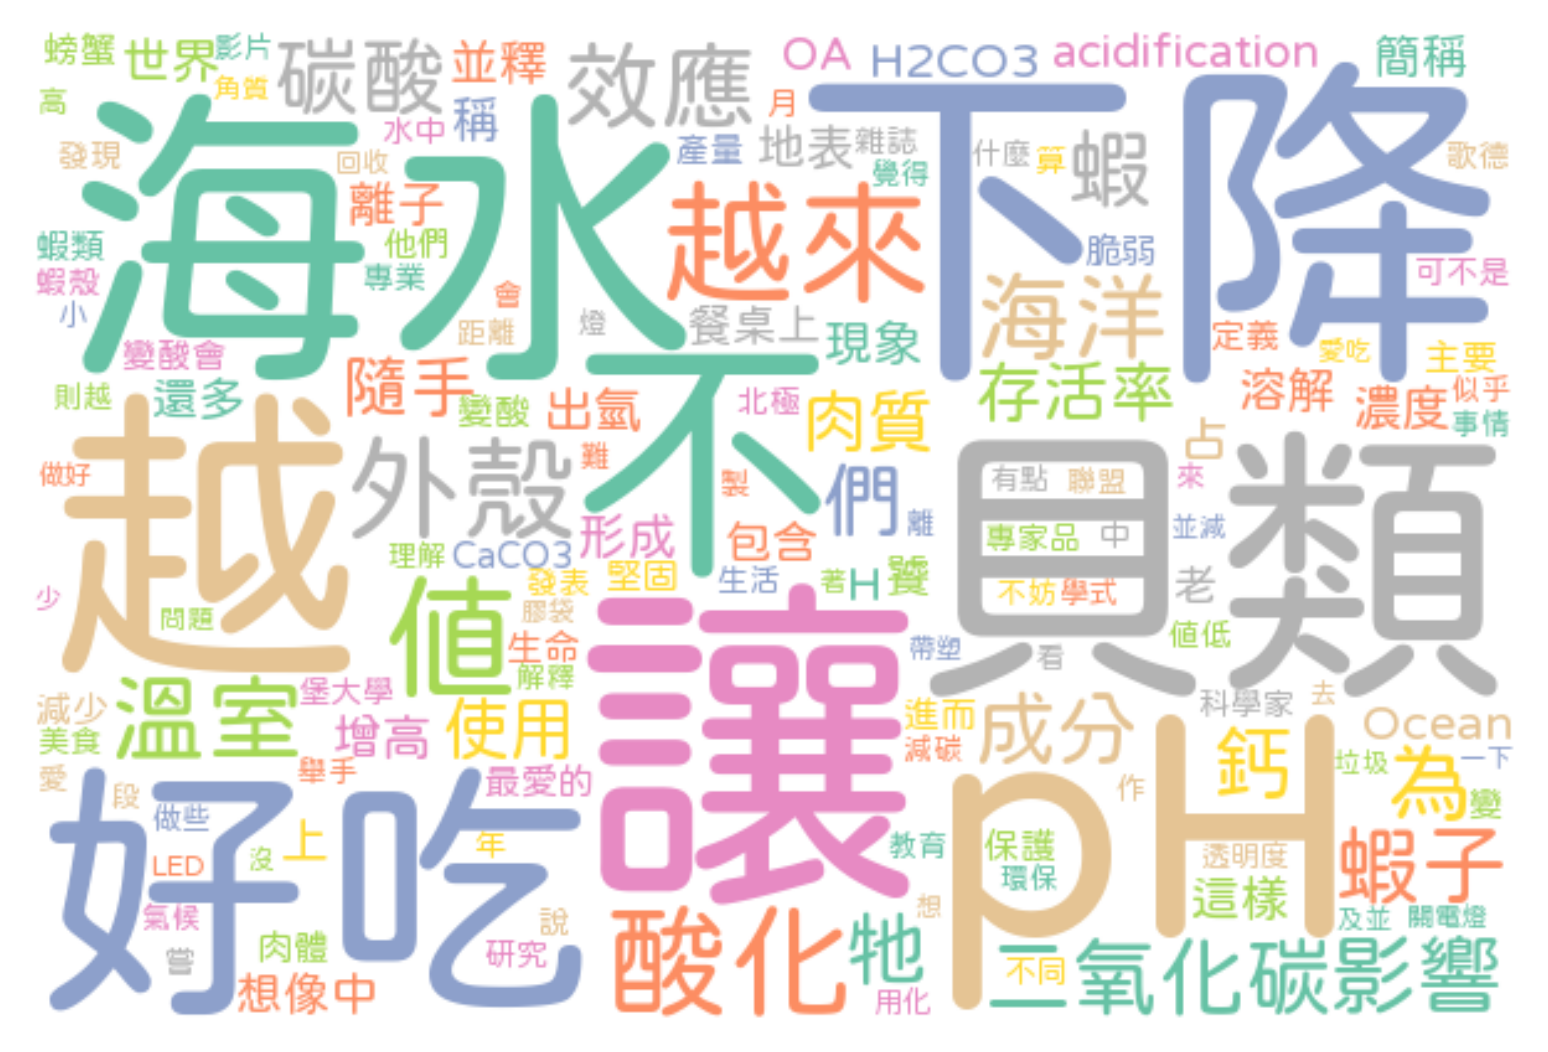 螃蟹
世界
影片
碳酸
並釋
效應
OA
H2CO3
acidification
簡稱
角質
高
水中
稱
月
海水
下降
產量
地表
雜誌
什麼
算
蝦
歌德
發現
回收
覺得
離子
越來
蝦類
他們
脆弱
蝦殼
專業
可不是
小
會
海洋
距離
燈
餐桌上
現象
定義
變酸會
愛吃
主要
不
隨手
還多
則越
變酸
出氫
北極
肉質
存活率
溶解
濃度
似乎
事情
越
外殼
難
占
貝類
做好
製
們
有點
聯盟
來
離
並減
形成
包含
專家品
中
理解
CaCO3
發表
堅固
生活
著
H
饕
不妨
學式
老
少
值
問題
膠袋
讓
生命
值低
帶塑
看
解釋
溫室
堡大學
減少
增高
使用
進而
成分
科學家
去
Ocean
美食
減碳
pH
鈣
垃圾
為
一下
愛
舉手
最愛的
段
作
變
好吃
做些
上
年
教育
保護
透明度
蝦子
LED
沒
環保
這樣
氣候
說
想
及並
關電燈
肉體
嘗
研究
酸化
牠
二氧化碳
影響
不同
想像中
用化